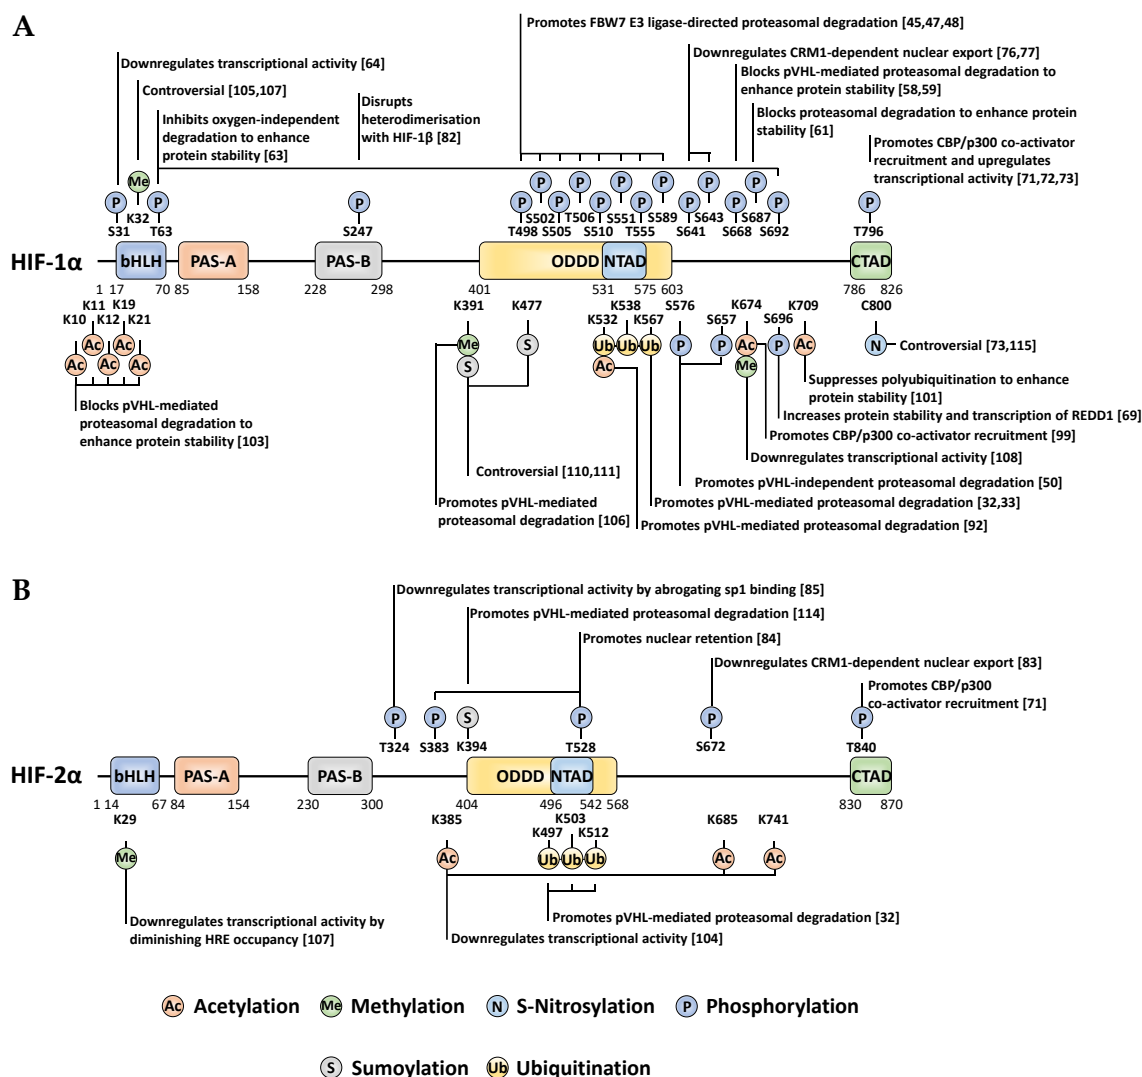 A
Promotes FBW7 E3 ligase-directed proteasomal degradation [45,47,48]
Downregulates transcriptional activity [64]
Downregulates CRM1-dependent nuclear export [76,77]
Controversial [105,107]
Blocks pVHL-mediated proteasomal degradation to
enhance protein stability [58,59]
Inhibits oxygen-independent
degradation to enhance
protein stability [63]
Disrupts
heterodimerisation
with HIF-1β [82]
Blocks proteasomal degradation to enhance protein
stability [61]
Promotes CBP/p300 co-activator
recruitment and upregulates
transcriptional activity [71,72,73]
Me P P P P P P P
P P P P P P P P P P P
K32 S502 T506 S551 S589 S643 S687
S31 T63 S247 T498 S505 S510 T555 S641 S668 S692 T796
HIF-1α bHLH PAS-A PAS-B ODDD NTAD CTAD
1 17 70 85 158 228 298 401 531 575 603 786 826
K11 K19 K391 K477 K538 S576 K674 K709 C800
K10 K12 K21 K532 K567 S657 S696
Ac Ac Me S Ub Ub Ub P P Ac P Ac N Controversial [73,115]
Ac Ac Ac S Ac Me
Suppresses polyubiquitination to enhance
protein stability [101]
Blocks pVHL-mediated
proteasomal degradation to
enhance protein stability [103]
Increases protein stability and transcription of REDD1 [69]
Promotes CBP/p300 co-activator recruitment [99]
Downregulates transcriptional activity [108]
Controversial [110,111]
Promotes pVHL-independent proteasomal degradation [50]
Promotes pVHL-mediated
proteasomal degradation [106]
Promotes pVHL-mediated proteasomal degradation [32,33]
Promotes pVHL-mediated proteasomal degradation [92]
B
Downregulates transcriptional activity by abrogating sp1 binding [85]
Promotes pVHL-mediated proteasomal degradation [114]
Promotes nuclear retention [84]
Downregulates CRM1-dependent nuclear export [83]
Promotes CBP/p300
co-activator recruitment [71]
P P S P P P
T324 S383 K394 T528 S672 T840
HIF-2α bHLH PAS-A PAS-B ODDD NTAD CTAD
1 14 67 84 154 230 300 404 496 542 568 830 870
K29 K385 K503 K685 K741
K497 K512
Me Ac Ub Ub Ub Ac Ac
Downregulates transcriptional activity by
diminishing HRE occupancy [107]
Promotes pVHL-mediated proteasomal degradation [32]
Downregulates transcriptional activity [104]
Ac Acetylation Me Methylation N S-Nitrosylation P Phosphorylation
S Sumoylation Ub Ubiquitination